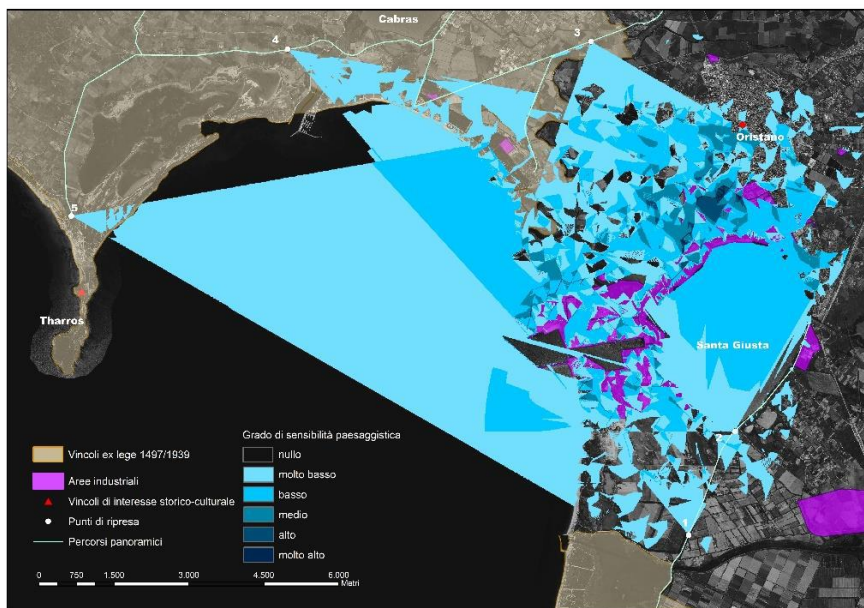 Cabras
4
3
Oristano
5
Tharros
Santa Giusta
2
1
Vincoli ex lege 1497/1939
Aree industriali
Vincoli di interesse storico-culturale
Punti di ripresa
Percorsi panoramici
Grado di sensibilità paesaggistica
nullo
molto basso
basso
medio
alto
molto alto
0 750 1.500 3.000 4.500 6.000
Metri